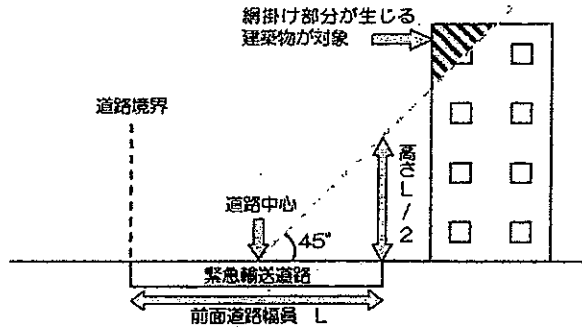 網掛け部分が生じる
建築物が対象
道路境界
道路中心
45°
高さL/2
緊急輸送道路
前面道路幅員 L